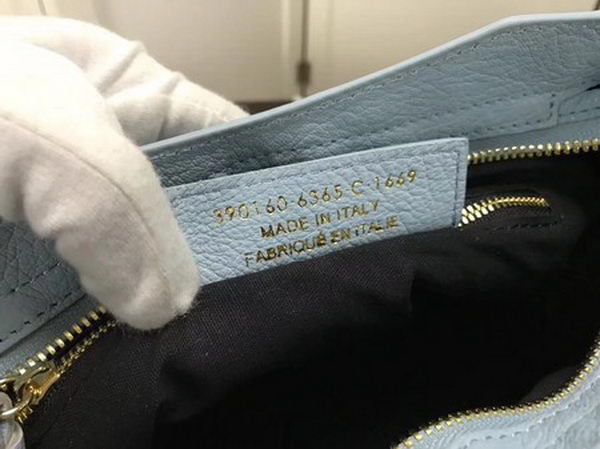 390160 6365 C 1669
MADE IN ITALY
FABRIQUÉ EN ITALIE